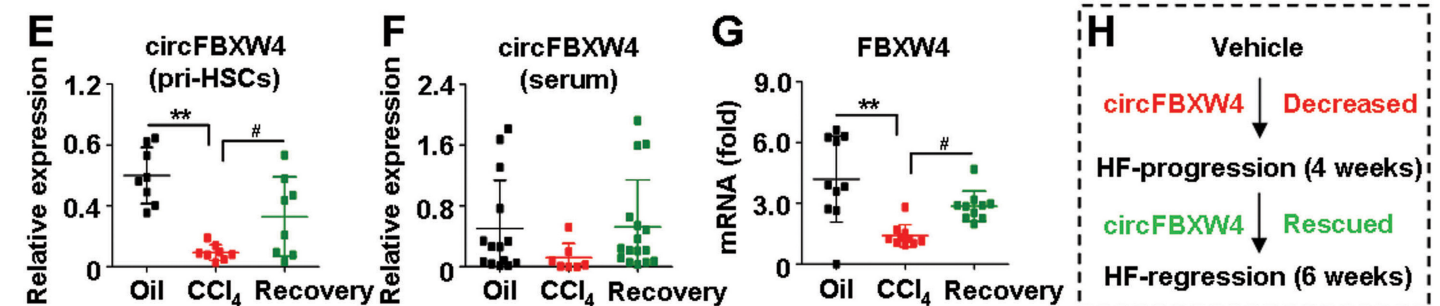 E
circFBXW4
(pri-HSCs)
Relative expression
1.2
0.6
0.4
0
**
#
Oil CCl4 Recovery
F
circFBXW4
(serum)
Relative expression
2.4
1.6
0.8
0
Oil CCl4 Recovery
G
FBXW4
mRNA (fold)
9.0
6.0
3.0
0
**
#
Oil CCl4 Recovery
H
Vehicle
circFBXW4 Decreased
HF-progression (4 weeks)
circFBXW4 Rescued
HF-regression (6 weeks)